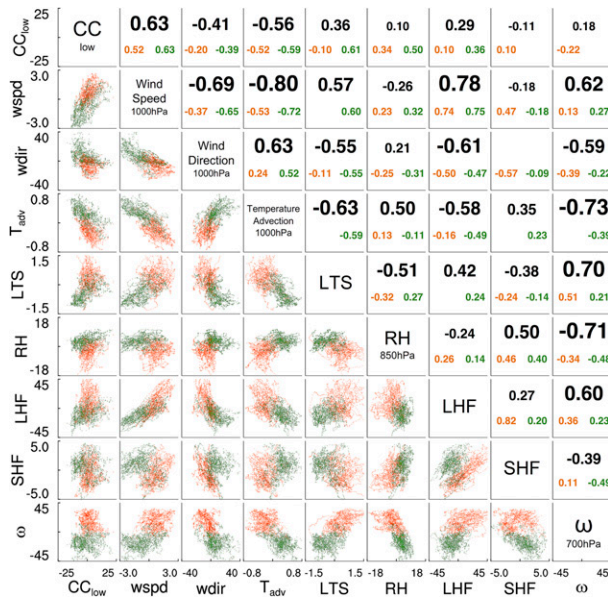 25 CC 0.63 -0.41 -0.56 0.36 0.10 0.29 -0.11 0.18
CClow
low
-25 0.52 0.63 -0.20 -0.39 -0.52 -0.59 -0.10 0.61 0.34 0.50 0.10 0.36 0.10 -0.22
3.0 Wind Speed 1000hPa -0.69 -0.80 0.57 -0.26 0.78 -0.18 0.62
wspd
-3.0 -0.37 -0.65 -0.53 -0.72 0.60 0.23 0.32 0.74 0.75 0.47 -0.18 0.13 0.27
40 Wind Direction 1000hPa 0.63 -0.55 0.21 -0.61 -0.59
wdir
-40 0.24 0.52 -0.11 -0.55 -0.25 -0.31 -0.50 -0.47 -0.57 -0.09 -0.39 -0.22
0.8 Temperature Advection 1000hPa -0.63 0.50 -0.58 0.35 -0.73
Tadv
-0.8 -0.59 0.13 -0.11 -0.16 -0.49 0.23 -0.39
1.5 LTS -0.51 0.42 -0.38 0.70
LTS
-1.5 -0.32 0.27 0.24 -0.24 -0.14 0.51 0.21
18 RH 850hPa -0.24 0.50 -0.71
RH
-18 0.26 0.14 0.46 0.40 -0.34 -0.48
45 LHF 0.27 0.60
LHF
-45 0.82 0.20 0.36 0.23
5.0 SHF -0.39
SHF
-5.0 0.11 -0.49
45 ω 700hPa
ω
-45
-25 25 -3.0 3.0 -40 40 -0.8 0.8 -1.5 1.5 -18 18 -45 45 -5.0 5.0 -45 45
CClow wspd wdir Tadv LTS RH LHF SHF ω